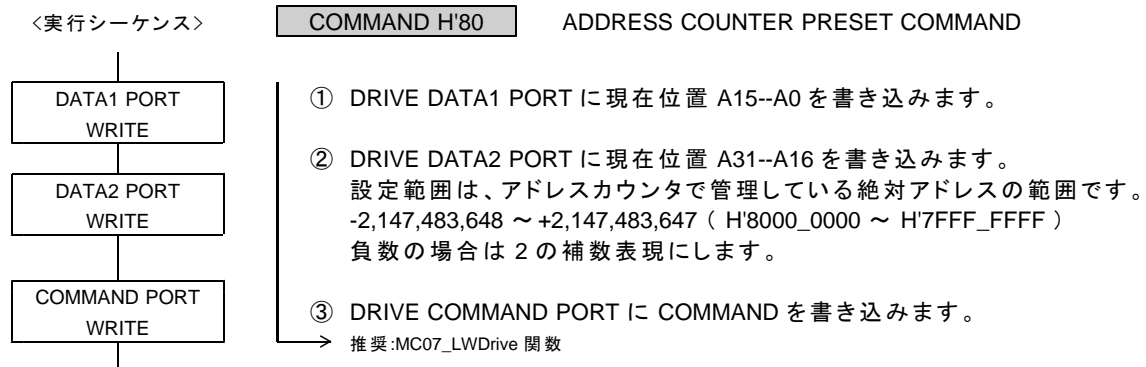 <実行シーケンス>
COMMAND H'80
ADDRESS COUNTER PRESET COMMAND
DATA1 PORT
WRITE
DATA2 PORT
WRITE
COMMAND PORT
WRITE
① DRIVE DATA1 PORT に現在位置 A15--A0 を書き込みます。
② DRIVE DATA2 PORT に現在位置 A31--A16 を書き込みます。
設定範囲は、アドレスカウンタで管理している絶対アドレスの範囲です。
-2,147,483,648 ～ +2,147,483,647（ H'8000_0000 ～ H'7FFF_FFFF ）
負数の場合は 2 の補数表現にします。
③ DRIVE COMMAND PORT に COMMAND を書き込みます。
推奨:MC07_LWDrive 関数